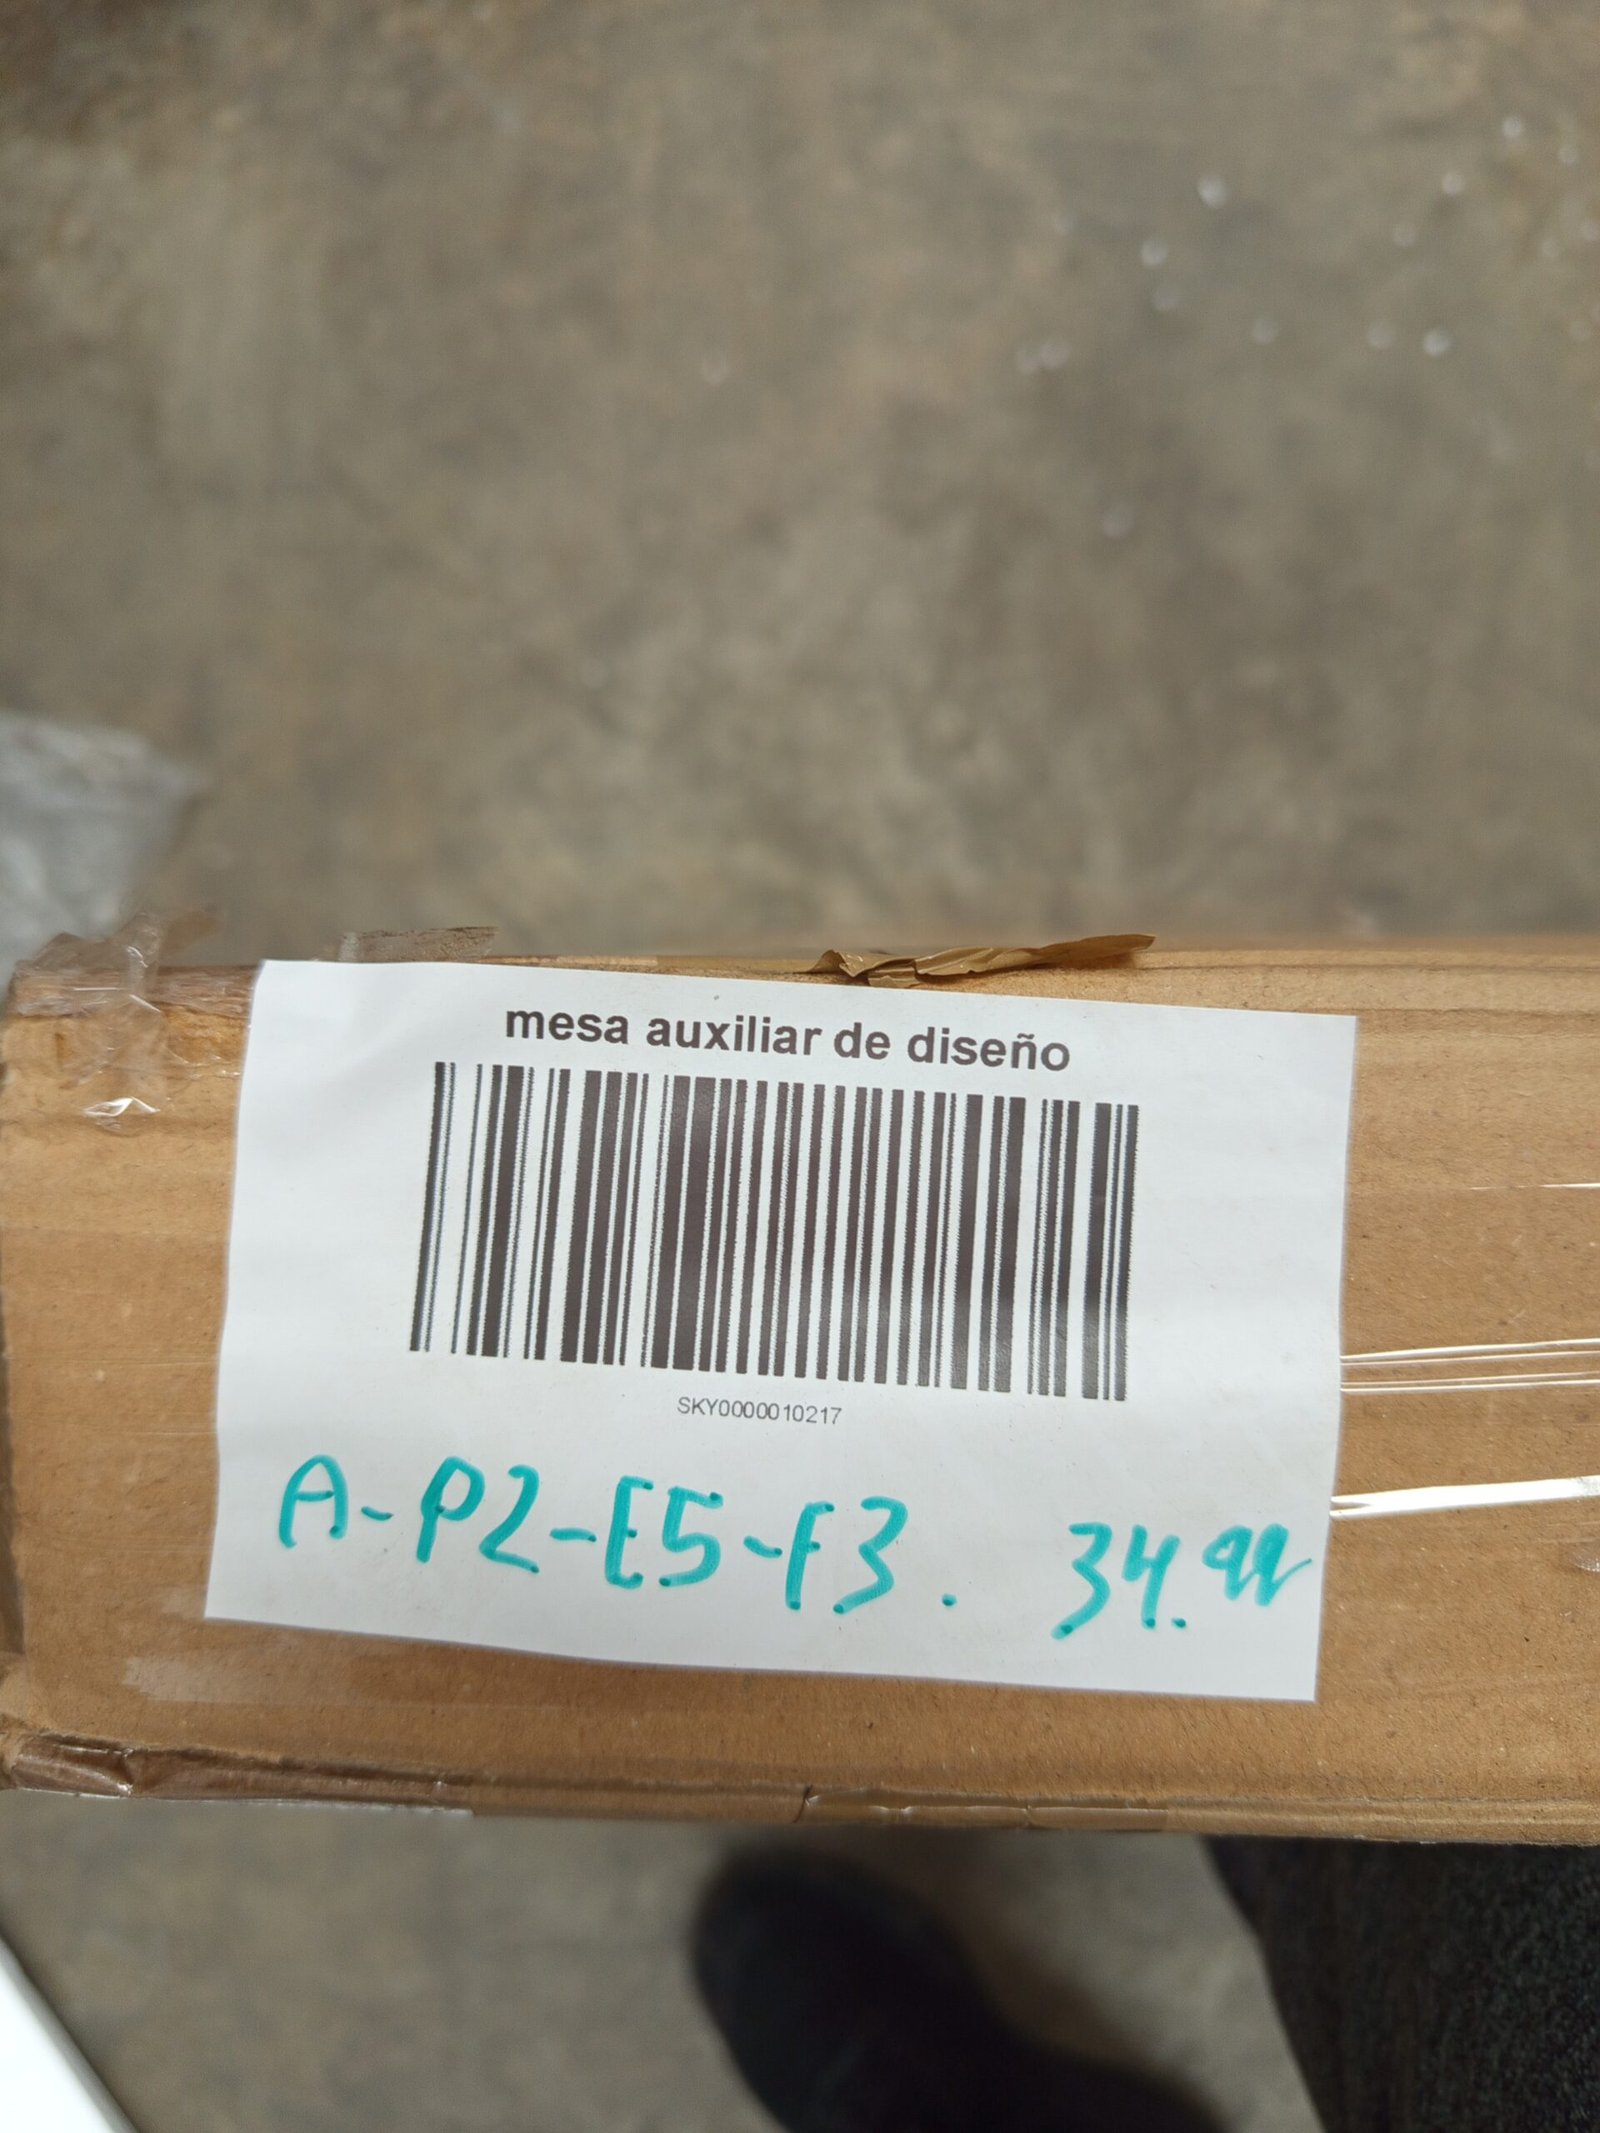 mesa auxiliar de diseño
SKY0000010217
A-P2-E5-F3. 34.99